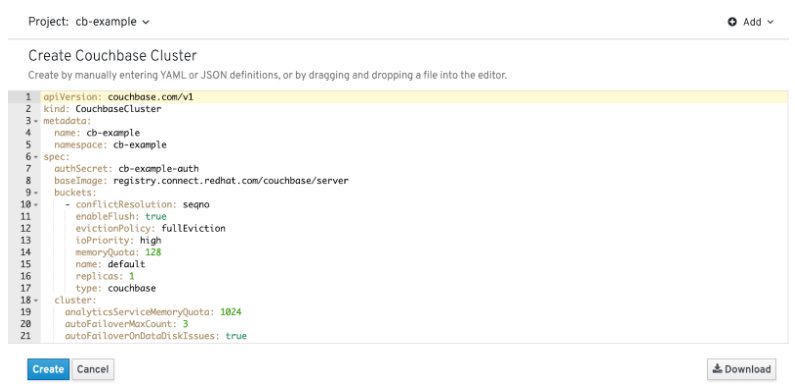 Project: cb-example
Add
Create Couchbase Cluster
Create by manually entering YAML or JSON definitions, or by dragging and dropping a file into the editor.
1 apiVersion: couchbase.com/v1
2 kind: CouchbaseCluster
3 metadata:
4 name: cb-example
5 namespace: cb-example
6 spec:
7 authSecret: cb-example-auth
8 baseImage: registry.connect.redhat.com/couchbase/server
9 buckets:
10 - conflictResolution: seqno
11 enableFlush: true
12 evictionPolicy: fullEviction
13 ioPriority: high
14 memoryQuota: 128
15 name: default
16 replicas: 1
17 type: couchbase
18 cluster:
19 analyticsServiceMemoryQuota: 1024
20 autoFailoverMaxCount: 3
21 autoFailoverOnDataDiskIssues: true
Create Cancel Download